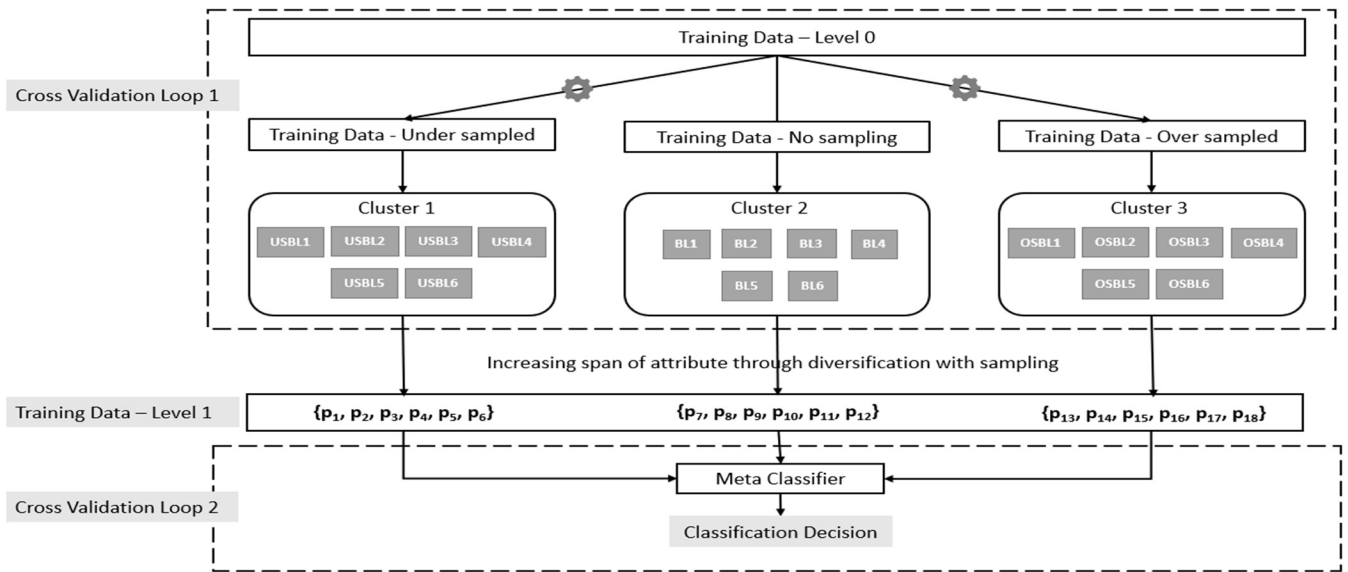 Training Data – Level 0
Cross Validation Loop 1
Training Data - Under sampled
Training Data - No sampling
Training Data - Over sampled
Cluster 1
Cluster 2
Cluster 3
USBL1 USBL2 USBL3 USBL4
USBL5 USBL6
BL1 BL2 BL3 BL4
BL5 BL6
OSBL1 OSBL2 OSBL3 OSBL4
OSBL5 OSBL6
Increasing span of attribute through diversification with sampling
Training Data – Level 1
{p₁, p₂, p₃, p₄, p₅, p₆}
{p₇, p₈, p₉, p₁₀, p₁₁, p₁₂}
{p₁₃, p₁₄, p₁₅, p₁₆, p₁₇, p₁₈}
Meta Classifier
Cross Validation Loop 2
Classification Decision